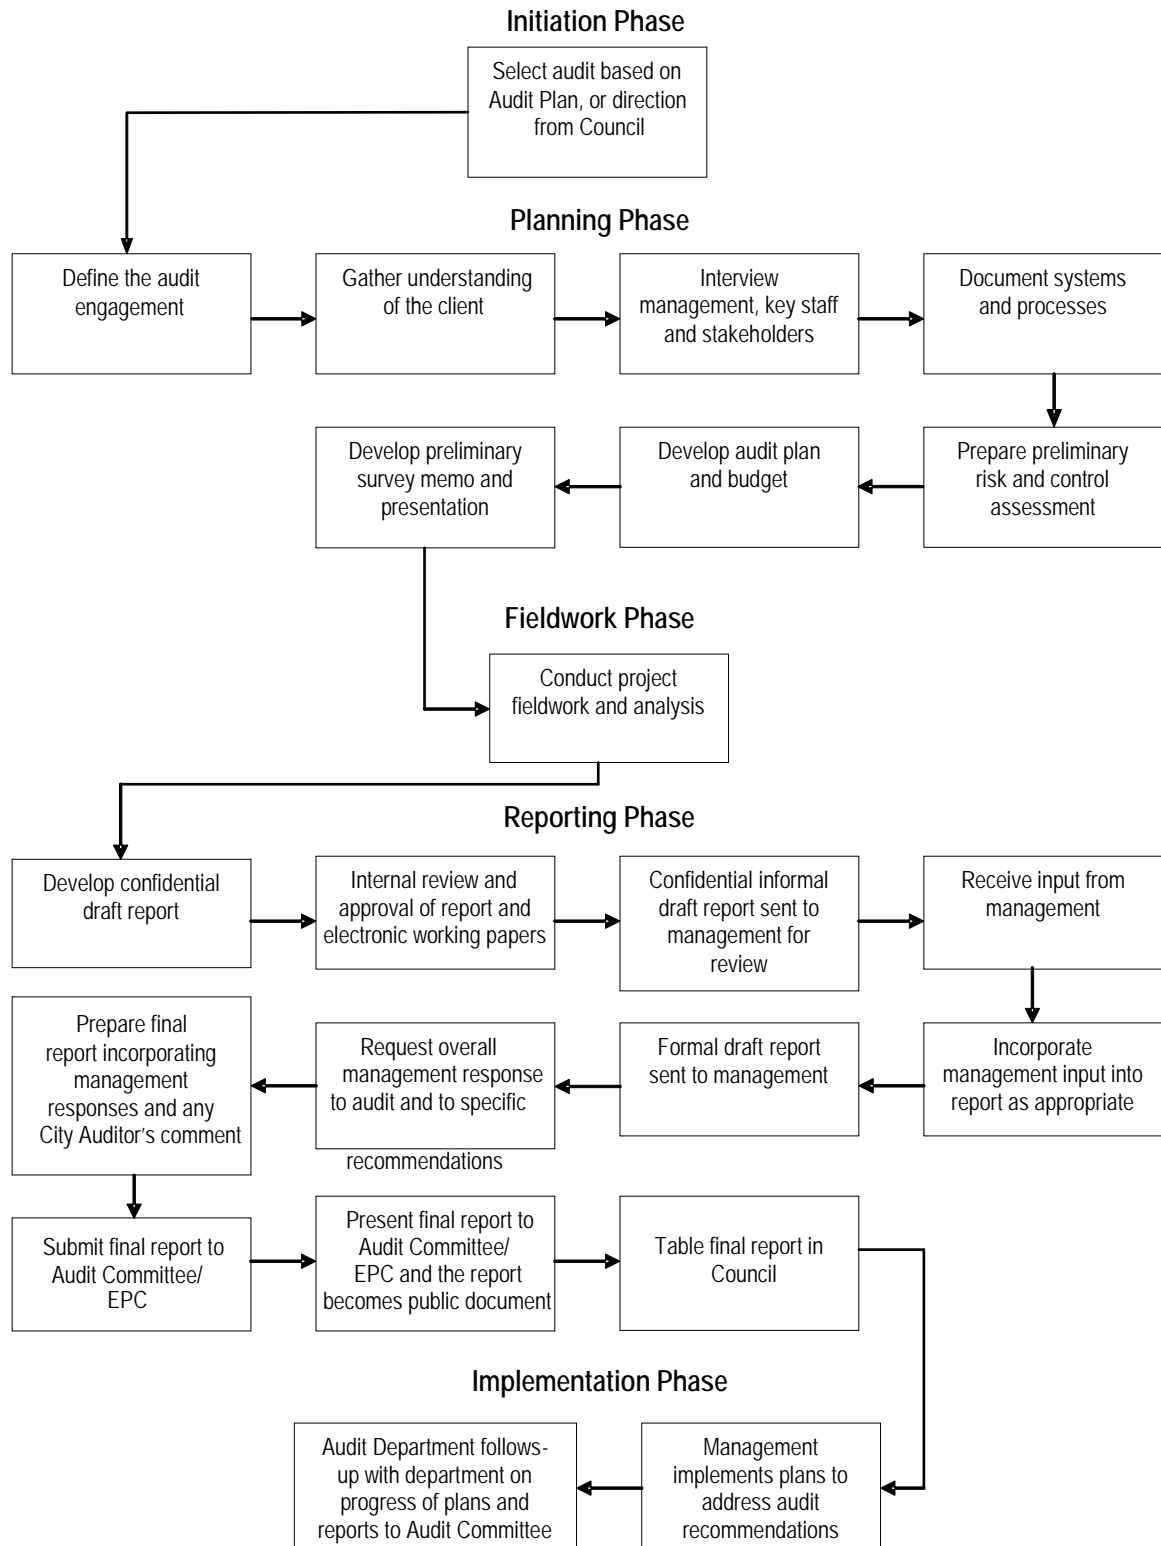 Initiation Phase
Select audit based on
Audit Plan, or direction
from Council
Planning Phase
Define the audit
engagement
Gather understanding
of the client
Interview
management, key staff
and stakeholders
Document systems
and processes
Prepare preliminary
risk and control
assessment
Develop audit plan
and budget
Develop preliminary
survey memo and
presentation
Fieldwork Phase
Conduct project
fieldwork and analysis
Reporting Phase
Develop confidential
draft report
Internal review and
approval of report and
electronic working papers
Confidential informal
draft report sent to
management for
review
Receive input from
management
Incorporate
management input into
report as appropriate
Formal draft report
sent to management
Request overall
management response
to audit and to specific
recommendations
Prepare final
report incorporating
management
responses and any
City Auditor's comment
Submit final report to
Audit Committee/
EPC
Present final report to
Audit Committee/
EPC and the report
becomes public document
Table final report in
Council
Implementation Phase
Management
implements plans to
address audit
recommendations
Audit Department follows-
up with department on
progress of plans and
reports to Audit Committee